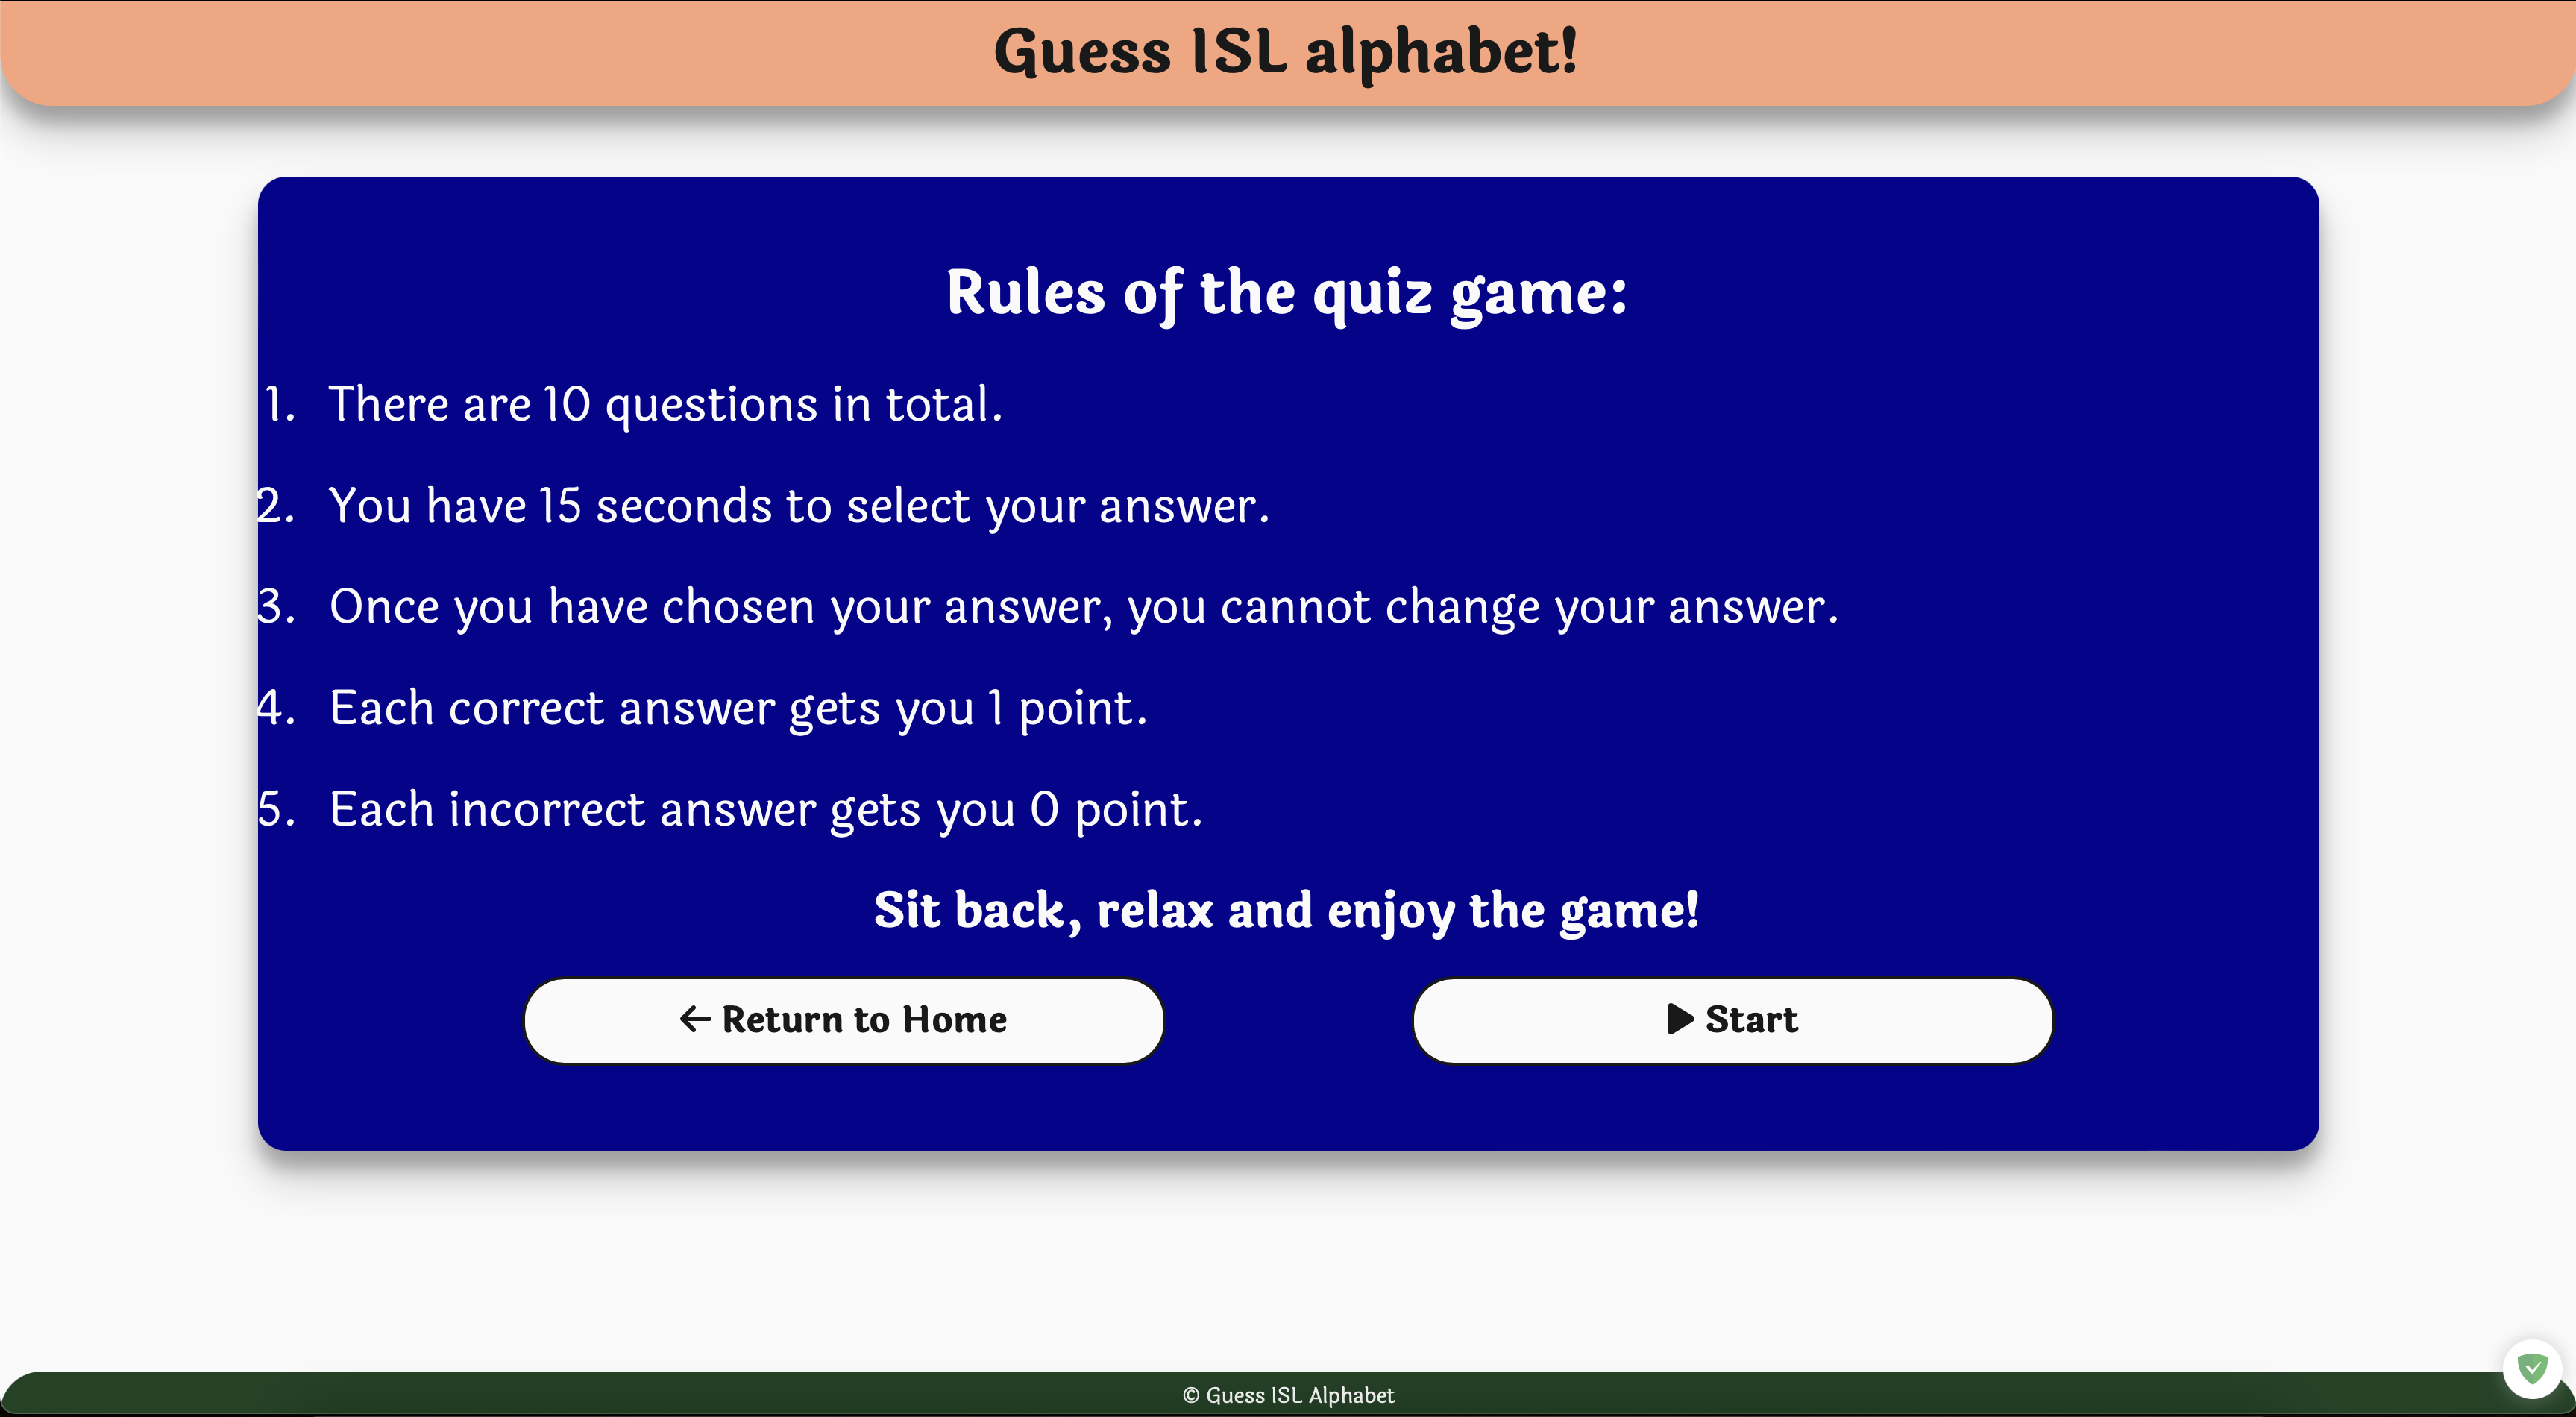 Guess ISL alphabet!
Rules of the quiz game:
1. There are 10 questions in total.
2. You have 15 seconds to select your answer.
3. Once you have chosen your answer, you cannot change your answer.
4. Each correct answer gets you 1 point.
5. Each incorrect answer gets you 0 point.
Sit back, relax and enjoy the game!
Return to Home
Start
© Guess ISL Alphabet